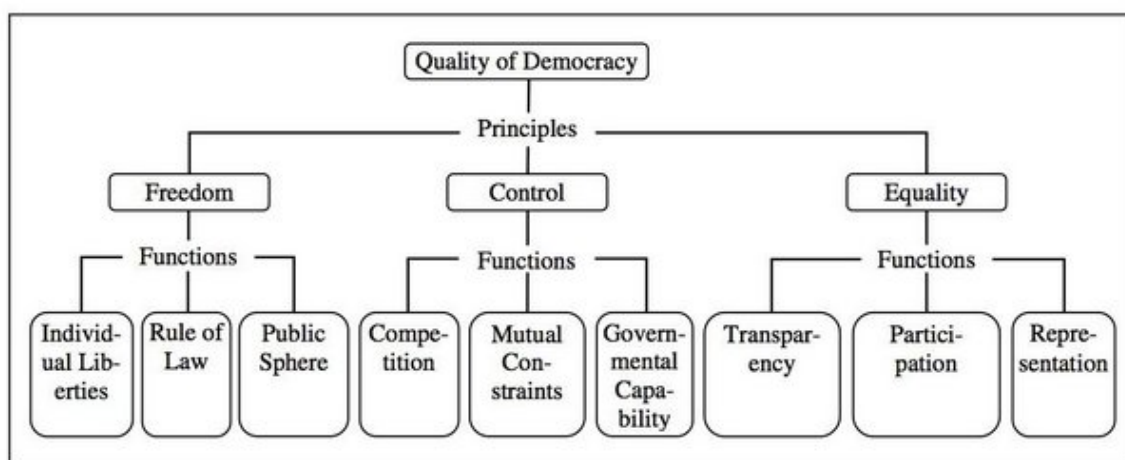 Quality of Democracy
Principles
Freedom
Control
Equality
Functions
Functions
Functions
Individ-
ual Lib-
erties
Rule of
Law
Public
Sphere
Compe-
tition
Mutual
Con-
straints
Govern-
mental
Capa-
bility
Transpar-
ency
Partici-
pation
Repre-
sentation